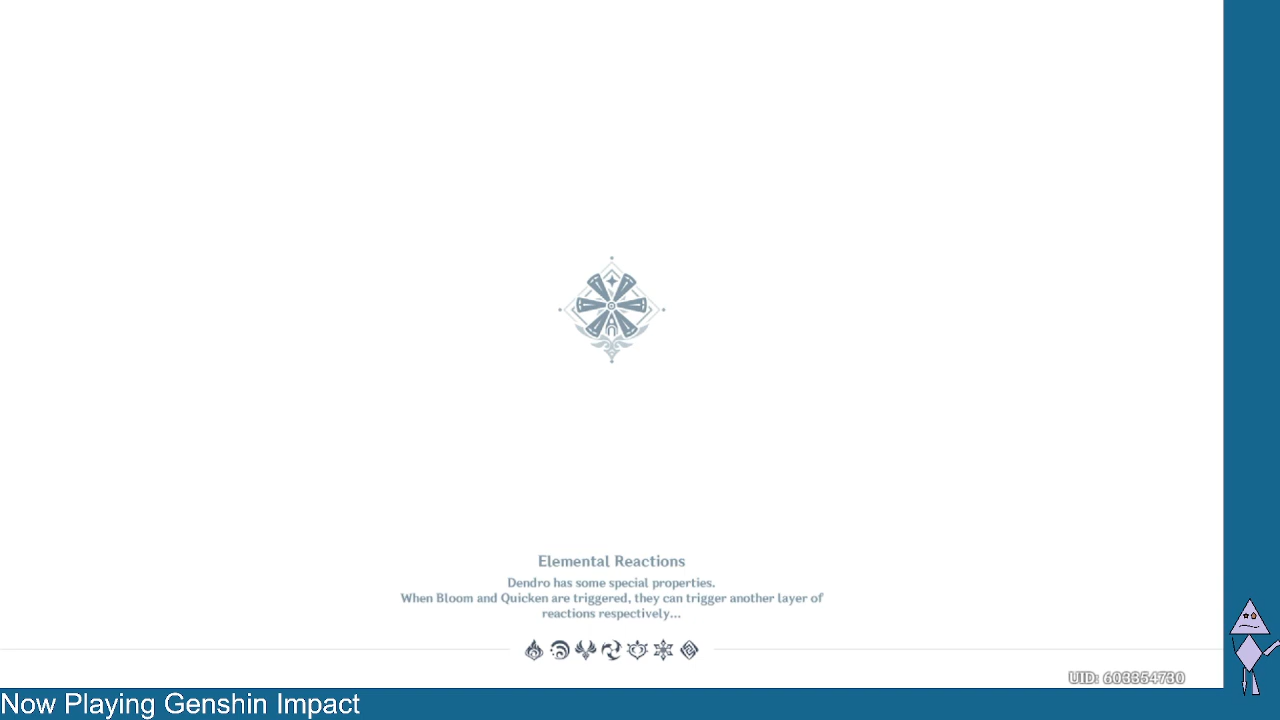 Elemental Reactions
Dendro has some special properties.
When Bloom and Quicken are triggered, they can trigger another layer of
reactions respectively...
UID: 603354730
Now Playing Genshin Impact